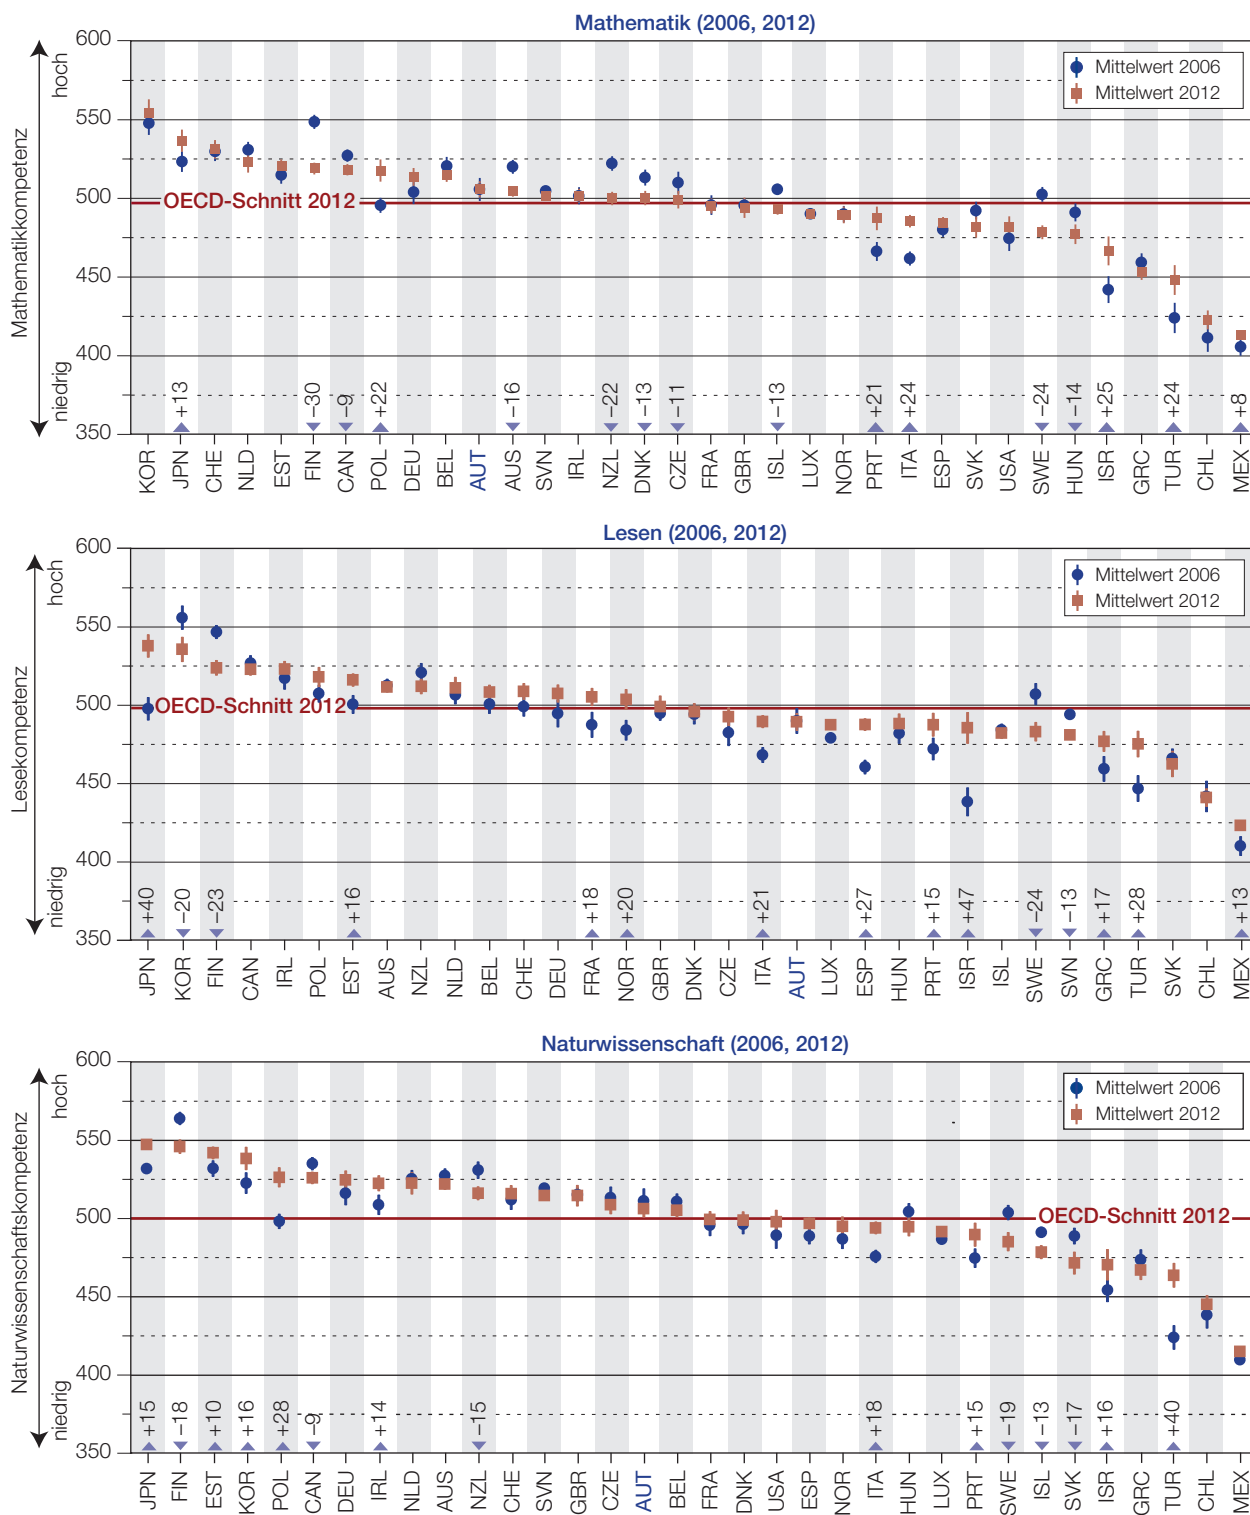 Mathematik (2006, 2012)
600
550
500
450
400
350
hoch
Mathematikkompetenz
niedrig
Mittelwert 2006
Mittelwert 2012
OECD-Schnitt 2012
+13 −30 −9 +22 −16 −22 −13 −11 −13 +21 +24 −24 −14 +25 +24 +8
KOR JPN CHE NLD EST FIN CAN POL DEU BEL AUT AUS SVN IRL NZL DNK CZE FRA GBR ISL LUX NOR PRT ITA ESP SVK USA SWE HUN ISR GRC TUR CHL MEX
Lesen (2006, 2012)
600
550
500
450
400
350
hoch
Lesekompetenz
niedrig
Mittelwert 2006
Mittelwert 2012
OECD-Schnitt 2012
+40 −20 −23 +16 +18 +20 +21 +27 +15 +47 −24 −13 +17 +28 +13
JPN KOR FIN CAN IRL POL EST AUS NZL NLD BEL CHE DEU FRA NOR GBR DNK CZE ITA AUT LUX ESP HUN PRT ISR ISL SWE SVN GRC TUR SVK CHL MEX
Naturwissenschaft (2006, 2012)
600
550
500
450
400
350
hoch
Naturwissenschaftskompetenz
niedrig
Mittelwert 2006
Mittelwert 2012
OECD-Schnitt 2012
+15 −18 +10 +16 +28 −9 +14 −15 +18 +15 −19 −13 −17 +16 +40
JPN FIN EST KOR POL CAN DEU IRL NLD AUS NZL CHE SVN GBR CZE AUT BEL FRA DNK USA ESP NOR ITA HUN LUX PRT SWE ISL SVK ISR GRC TUR CHL MEX